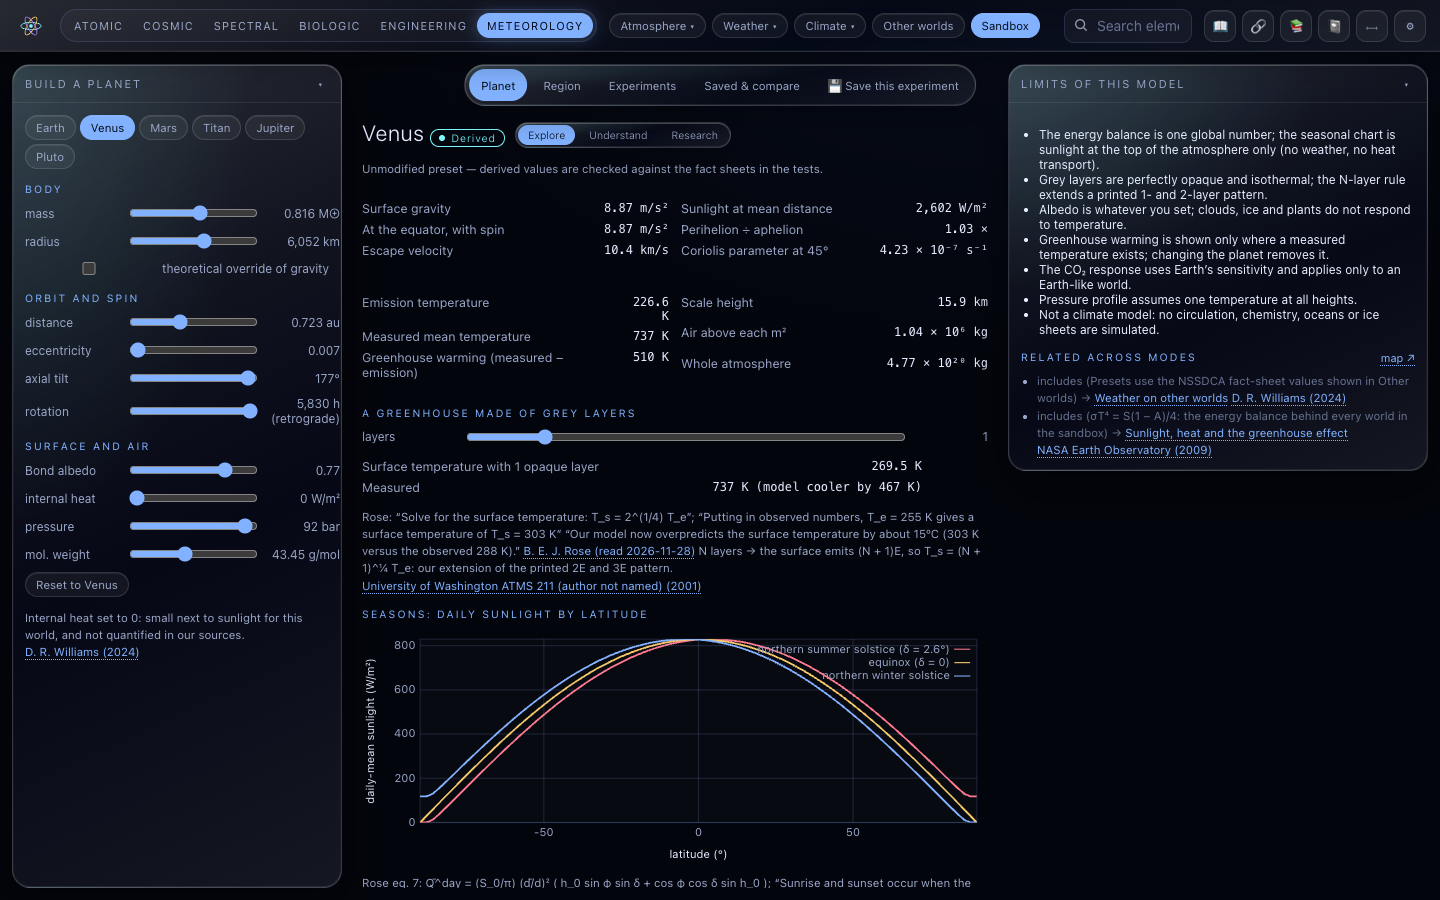 ATOMIC COSMIC SPECTRAL BIOLOGIC ENGINEERING METEOROLOGY Atmosphere ▾ Weather ▾ Climate ▾ Other worlds Sandbox Search eleme
BUILD A PLANET
Earth Venus Mars Titan Jupiter
Pluto
BODY
mass 0.816 M⊕
radius 6,052 km
theoretical override of gravity
ORBIT AND SPIN
distance 0.723 au
eccentricity 0.007
axial tilt 177°
rotation 5,830 h
(retrograde)
SURFACE AND AIR
Bond albedo 0.77
internal heat 0 W/m²
pressure 92 bar
mol. weight 43.45 g/mol
Reset to Venus
Internal heat set to 0: small next to sunlight for this
world, and not quantified in our sources.
D. R. Williams (2024)
Planet Region Experiments Saved & compare 💾 Save this experiment
Venus Derived Explore Understand Research
Unmodified preset — derived values are checked against the fact sheets in the tests.
Surface gravity 8.87 m/s²
At the equator, with spin 8.87 m/s²
Escape velocity 10.4 km/s
Sunlight at mean distance 2,602 W/m²
Perihelion ÷ aphelion 1.03 ×
Coriolis parameter at 45° 4.23 × 10⁻⁷ s⁻¹
Emission temperature 226.6
K
Measured mean temperature 737 K
Greenhouse warming (measured − 510 K
emission)
Scale height 15.9 km
Air above each m² 1.04 × 10⁶ kg
Whole atmosphere 4.77 × 10²⁰ kg
A GREENHOUSE MADE OF GREY LAYERS
layers 1
Surface temperature with 1 opaque layer 269.5 K
Measured 737 K (model cooler by 467 K)
Rose: “Solve for the surface temperature: T_s = 2^(1/4) T_e”; “Putting in observed numbers, T_e = 255 K gives a
surface temperature of T_s = 303 K” “Our model now overpredicts the surface temperature by about 15°C (303 K
versus the observed 288 K).” B. E. J. Rose (read 2026-11-28) N layers → the surface emits (N + 1)E, so T_s = (N +
1)^¼ T_e: our extension of the printed 2E and 3E pattern.
University of Washington ATMS 211 (author not named) (2001)
SEASONS: DAILY SUNLIGHT BY LATITUDE
daily-mean sunlight (W/m²)
800
600
400
200
0
northern summer solstice (δ = 2.6°)
equinox (δ = 0)
northern winter solstice
-50 0 50
latitude (°)
Rose eq. 7: Q̄^day = (S_0/π) (d̄/d)² ( h_0 sin φ sin δ + cos φ cos δ sin h_0 ); “Sunrise and sunset occur when the
LIMITS OF THIS MODEL
• The energy balance is one global number; the seasonal chart is
sunlight at the top of the atmosphere only (no weather, no heat
transport).
• Grey layers are perfectly opaque and isothermal; the N-layer rule
extends a printed 1- and 2-layer pattern.
• Albedo is whatever you set; clouds, ice and plants do not respond
to temperature.
• Greenhouse warming is shown only where a measured
temperature exists; changing the planet removes it.
• The CO₂ response uses Earth’s sensitivity and applies only to an
Earth-like world.
• Pressure profile assumes one temperature at all heights.
• Not a climate model: no circulation, chemistry, oceans or ice
sheets are simulated.
RELATED ACROSS MODES map ↗
• includes (Presets use the NSSDCA fact-sheet values shown in Other
worlds) → Weather on other worlds D. R. Williams (2024)
• includes (σT⁴ = S(1 − A)/4: the energy balance behind every world in
the sandbox) → Sunlight, heat and the greenhouse effect
NASA Earth Observatory (2009)